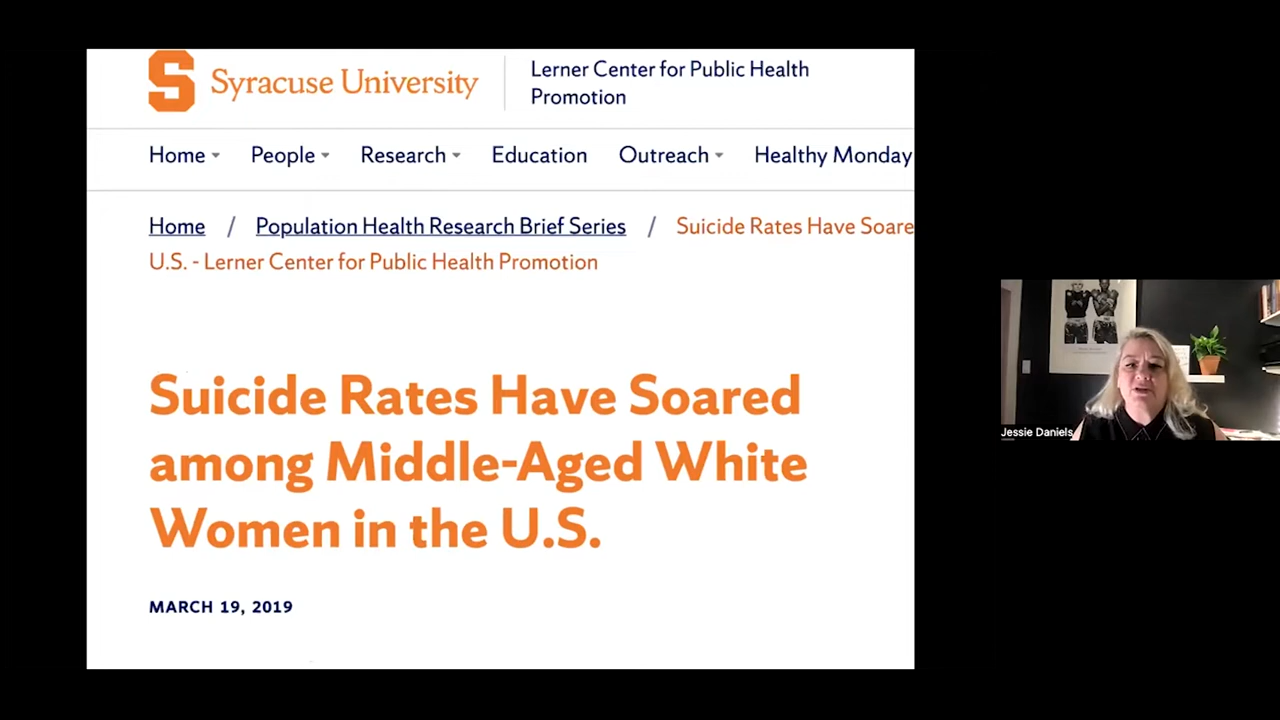 Syracuse University
Lerner Center for Public Health
Promotion
Home People Research Education Outreach Healthy Monday
Home / Population Health Research Brief Series / Suicide Rates Have Soare
U.S. - Lerner Center for Public Health Promotion
Suicide Rates Have Soared
among Middle-Aged White
Women in the U.S.
MARCH 19, 2019
Jessie Daniels